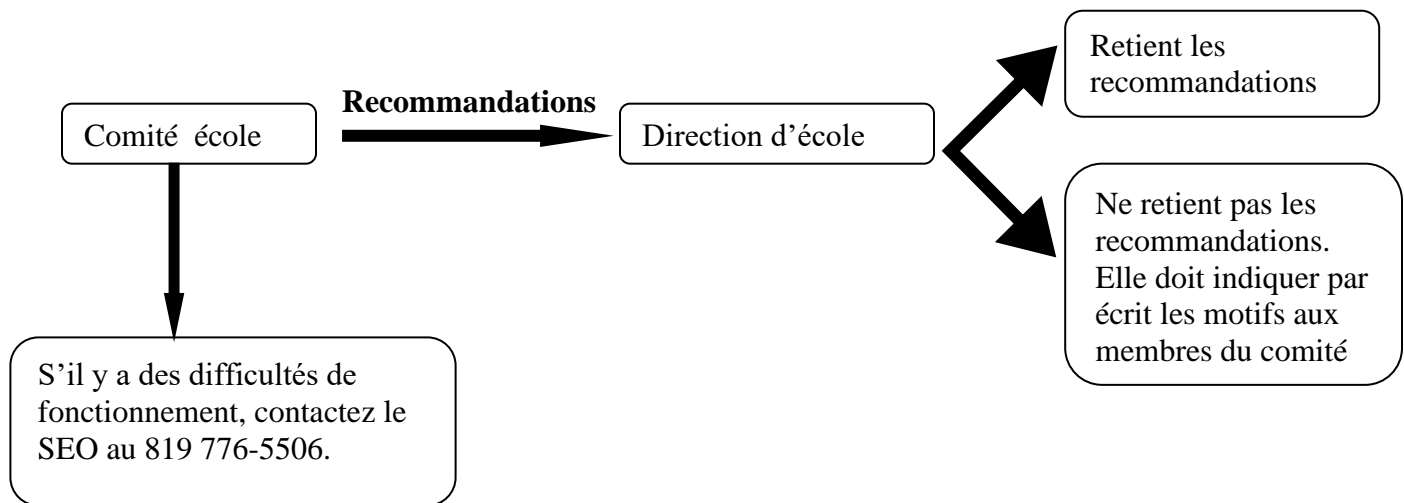 Retient les
recommandations
Recommandations
Comité école
Direction d'école
Ne retient pas les
recommandations.
Elle doit indiquer par
écrit les motifs aux
membres du comité
S'il y a des difficultés de
fonctionnement, contactez le
SEO au 819 776-5506.